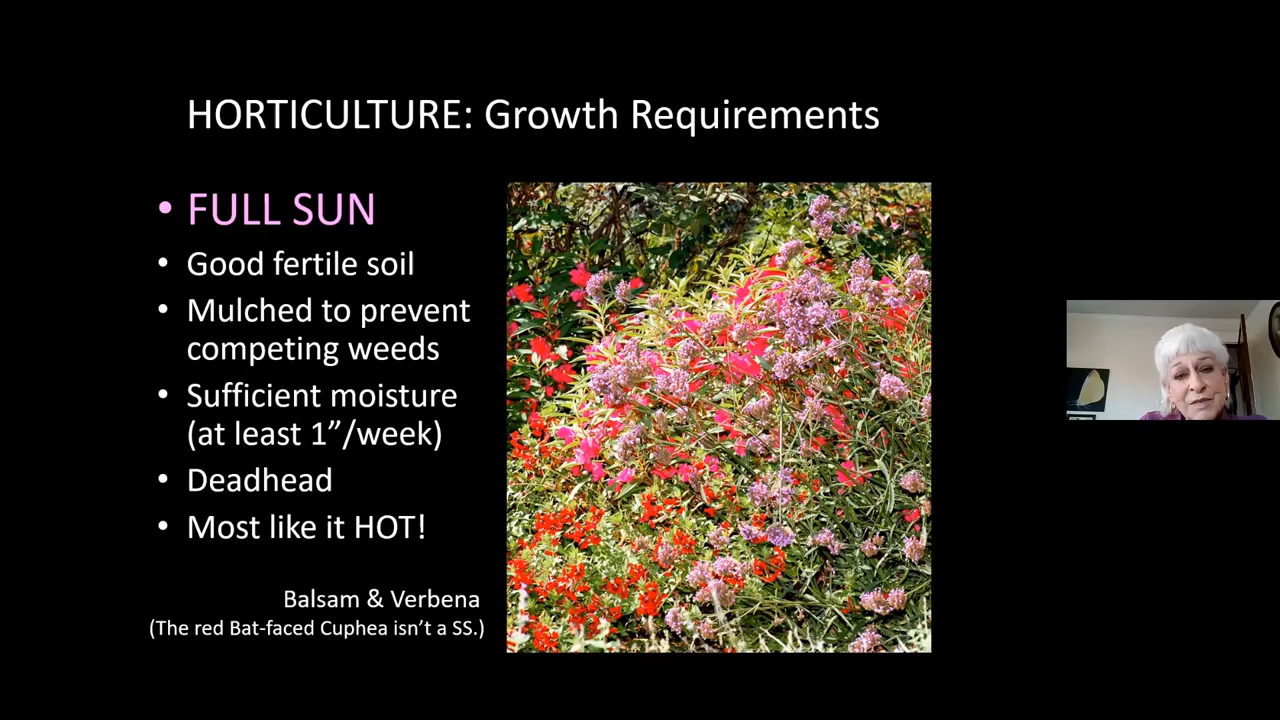 HORTICULTURE: Growth Requirements
• FULL SUN
• Good fertile soil
• Mulched to prevent
competing weeds
• Sufficient moisture
(at least 1”/week)
• Deadhead
• Most like it HOT!
Balsam & Verbena
(The red Bat-faced Cuphea isn’t a SS.)